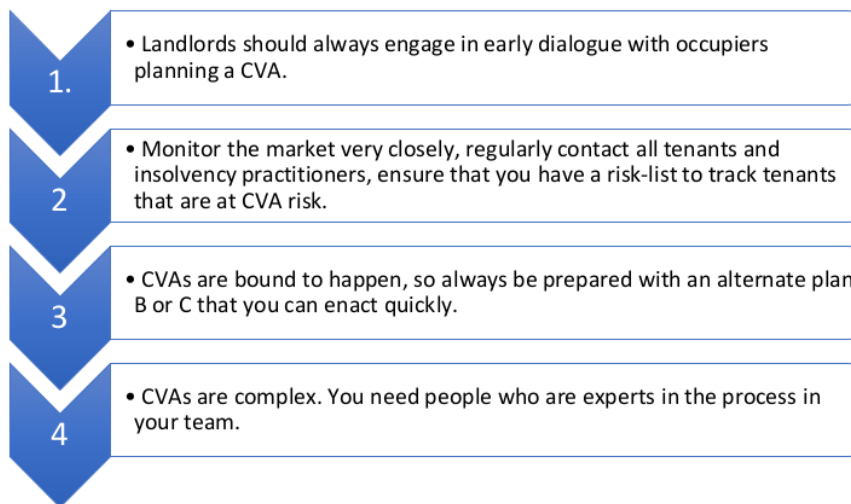 1.
• Landlords should always engage in early dialogue with occupiers
planning a CVA.
2
• Monitor the market very closely, regularly contact all tenants and
insolvency practitioners, ensure that you have a risk-list to track tenants
that are at CVA risk.
3
• CVAs are bound to happen, so always be prepared with an alternate plan
B or C that you can enact quickly.
4
• CVAs are complex. You need people who are experts in the process in
your team.